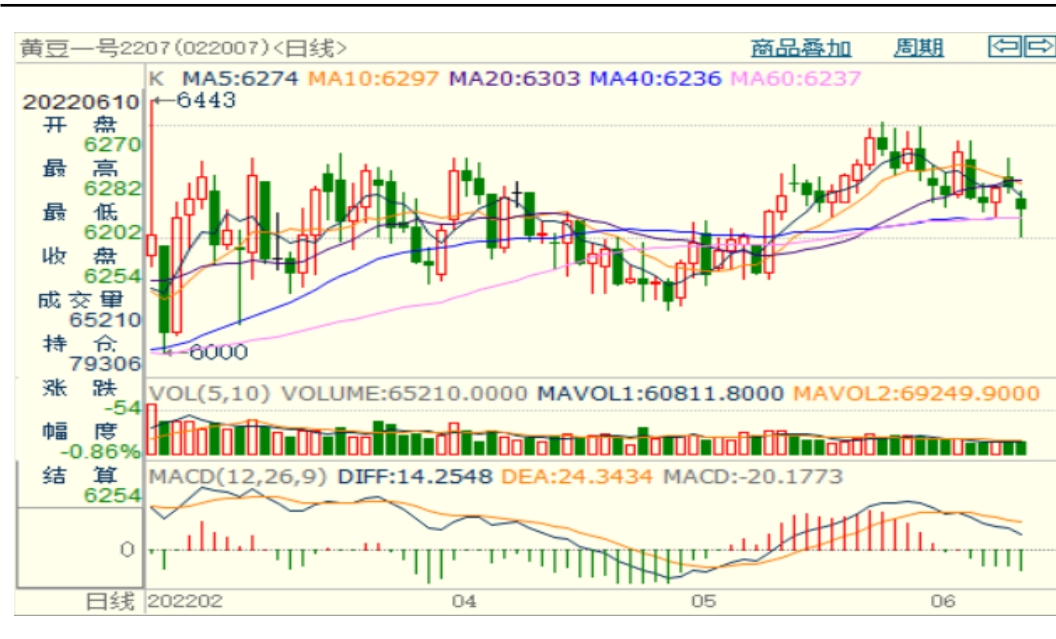 黄豆一号2207(022007)<日线>
商品叠加
周期
K MA5:6274 MA10:6297 MA20:6303 MA40:6236 MA60:6237
20220610
6443
开盘
6270
最高
6282
最低
6202
收盘
6254
成交量
65210
持仓
79306
6000
涨跌
-54
幅度
-0.86%
结算
6254
VOL(5,10) VOLUME:65210.0000 MAVOL1:60811.8000 MAVOL2:69249.9000
MACD(12,26,9) DIFF:14.2548 DEA:24.3434 MACD:-20.1773
0
日线 202202 04 05 06